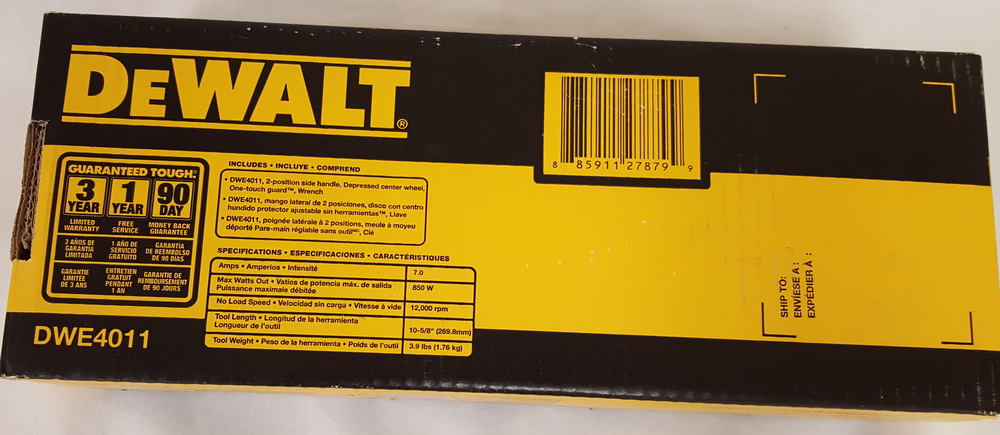 DEWALT®
8 85911 27879 9
GUARANTEED TOUGH.®
3 YEAR
LIMITED WARRANTY
1 YEAR
FREE SERVICE
90 DAY
MONEY BACK GUARANTEE
3 AÑOS DE GARANTÍA LIMITADA
1 AÑO DE SERVICIO GRATUITO
GARANTÍA DE REEMBOLSO DE 90 DÍAS
GARANTIE LIMITÉE DE 3 ANS
ENTRETIEN GRATUIT PENDANT 1 AN
GARANTIE DE REMBOURSEMENT DE 90 JOURS
INCLUDES • INCLUYE • COMPREND
• DWE4011, 2-position side handle, Depressed center wheel,
One-touch guard™, Wrench
• DWE4011, mango lateral de 2 posiciones, disco con centro
hundido protector ajustable sin herramientas™, Llave
• DWE4011, poignée latérale à 2 positions, meule à moyeu
déporté Pare-main réglable sans outilᴹᶜ, Clé
SPECIFICATIONS • ESPECIFICACIONES • CARACTÉRISTIQUES
Amps • Amperios • Intensité 7.0
Max Watts Out • Vatios de potencia máx. de salida
Puissance maximale débitée 850 W
No Load Speed • Velocidad sin carga • Vitesse à vide 12,000 rpm
Tool Length • Longitud de la herramienta
Longueur de l'outil 10-5/8" (269.8mm)
Tool Weight • Peso de la herramienta • Poids de l'outil 3.9 lbs (1.76 kg)
DWE4011
SHIP TO:
ENVÍESE A :
EXPÉDIER À :